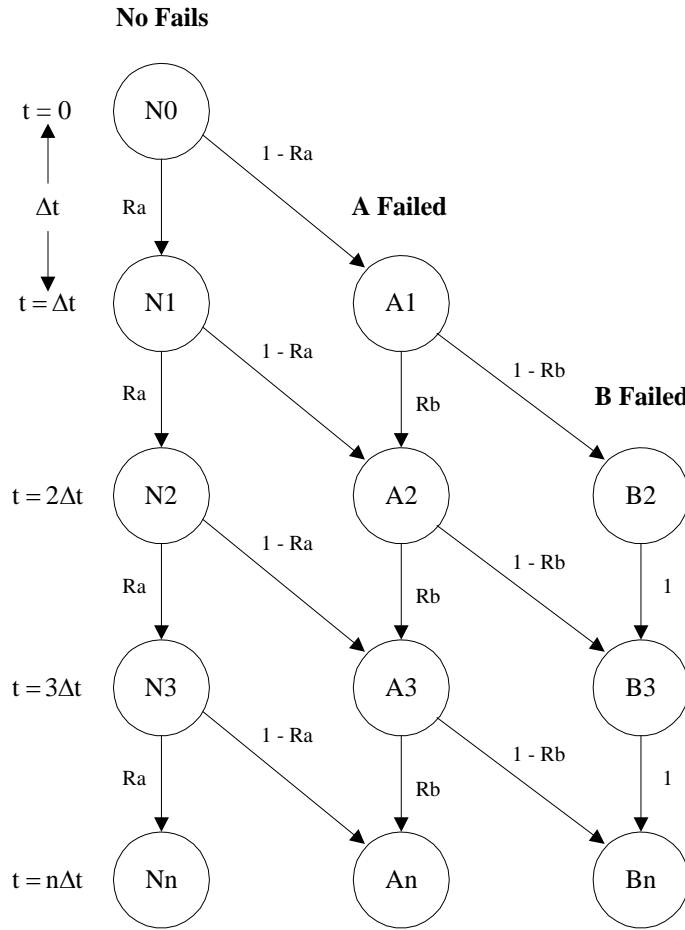 No Fails
t = 0
N0
1 - Ra
Δt
Ra
A Failed
t = Δt
N1
A1
1 - Ra
1 - Rb
Ra
Rb
B Failed
t = 2Δt
N2
A2
B2
1 - Ra
1 - Rb
Ra
Rb
1
t = 3Δt
N3
A3
B3
1 - Ra
1 - Rb
Ra
Rb
1
t = nΔt
Nn
An
Bn